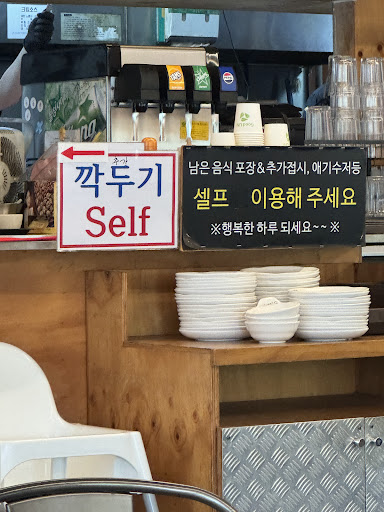 추가
깍두기
Self
남은 음식 포장 & 추가접시, 애기수저등
셀프 이용해 주세요
※행복한 하루 되세요~~ ※